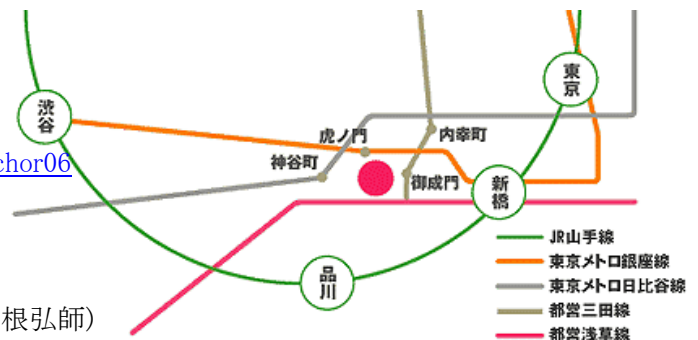 東京
渋谷
虎ノ門
内幸町
chor06
神谷町
御成門
新橋
JR山手線
東京メトロ銀座線
品川
東京メトロ日比谷線
都営三田線
根弘師)
都営浅草線